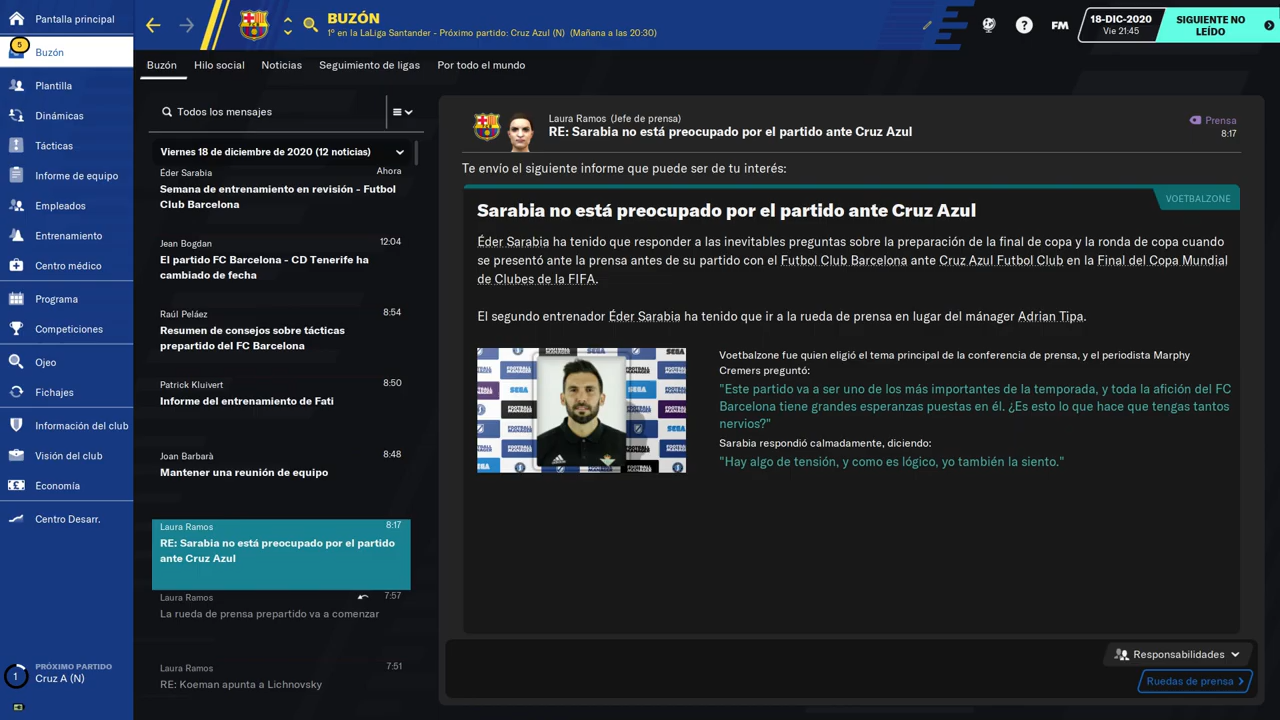 Pantalla principal
5
Buzón
Plantilla
Dinámicas
Tácticas
Informe de equipo
Empleados
Entrenamiento
Centro médico
Programa
Competiciones
Ojeo
Fichajes
Información del club
Visión del club
Economía
Centro Desarr.
PRÓXIMO PARTIDO
1
Cruz A (N)
BUZÓN
1º en la LaLiga Santander - Próximo partido: Cruz Azul (N) (Mañana a las 20:30)
?
FM
18-DIC-2020
Vie 21:45
SIGUIENTE NO
LEÍDO
Buzón Hilo social Noticias Seguimiento de ligas Por todo el mundo
Todos los mensajes
Viernes 18 de diciembre de 2020 (12 noticias)
Éder Sarabia Ahora
Semana de entrenamiento en revisión - Futbol
Club Barcelona
Jean Bogdan 12:04
El partido FC Barcelona - CD Tenerife ha
cambiado de fecha
Raúl Peláez 8:54
Resumen de consejos sobre tácticas
prepartido del FC Barcelona
Patrick Kluivert 8:50
Informe del entrenamiento de Fati
Joan Barbarà 8:48
Mantener una reunión de equipo
Laura Ramos 8:17
RE: Sarabia no está preocupado por el partido
ante Cruz Azul
Laura Ramos 7:57
La rueda de prensa prepartido va a comenzar
Laura Ramos 7:51
RE: Koeman apunta a Lichnovsky
Laura Ramos (Jefe de prensa)
RE: Sarabia no está preocupado por el partido ante Cruz Azul
Prensa
8:17
Te envío el siguiente informe que puede ser de tu interés:
VOETBALZONE
Sarabia no está preocupado por el partido ante Cruz Azul
Éder Sarabia ha tenido que responder a las inevitables preguntas sobre la preparación de la final de copa y la ronda de copa cuando
se presentó ante la prensa antes de su partido con el Futbol Club Barcelona ante Cruz Azul Futbol Club en la Final del Copa Mundial
de Clubes de la FIFA.
El segundo entrenador Éder Sarabia ha tenido que ir a la rueda de prensa en lugar del mánager Adrian Tipa.
Voetbalzone fue quien eligió el tema principal de la conferencia de prensa, y el periodista Marphy
Cremers preguntó:
"Este partido va a ser uno de los más importantes de la temporada, y toda la afición del FC
Barcelona tiene grandes esperanzas puestas en él. ¿Es esto lo que hace que tengas tantos
nervios?"
Sarabia respondió calmadamente, diciendo:
"Hay algo de tensión, y como es lógico, yo también la siento."
Responsabilidades
Ruedas de prensa